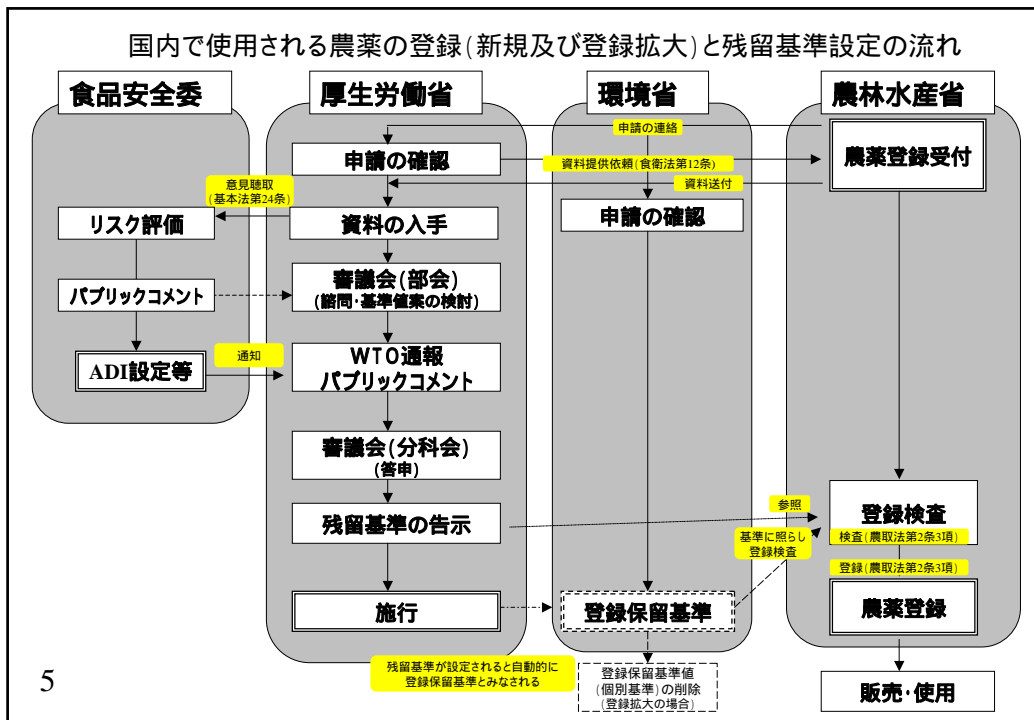 国内で使用される農薬の登録(新規及び登録拡大)と残留基準設定の流れ
食品安全委
厚生労働省
環境省
農林水産省
申請の連絡
農薬登録受付
申請の確認
資料提供依頼(食衛法第12条)
資料送付
意見聴取
(基本法第24条)
リスク評価
資料の入手
申請の確認
パブリックコメント
審議会(部会)
(諮問・基準値案の検討)
ADI設定等
通知
WTO通報
パブリックコメント
審議会(分科会)
(答申)
残留基準の告示
参照
登録検査
検査(農取法第2条3項)
基準に照らし
登録検査
登録(農取法第2条3項)
施行
登録保留基準
農薬登録
残留基準が設定されると自動的に
登録保留基準とみなされる
登録保留基準値
(個別基準)の削除
(登録拡大の場合)
販売・使用
5